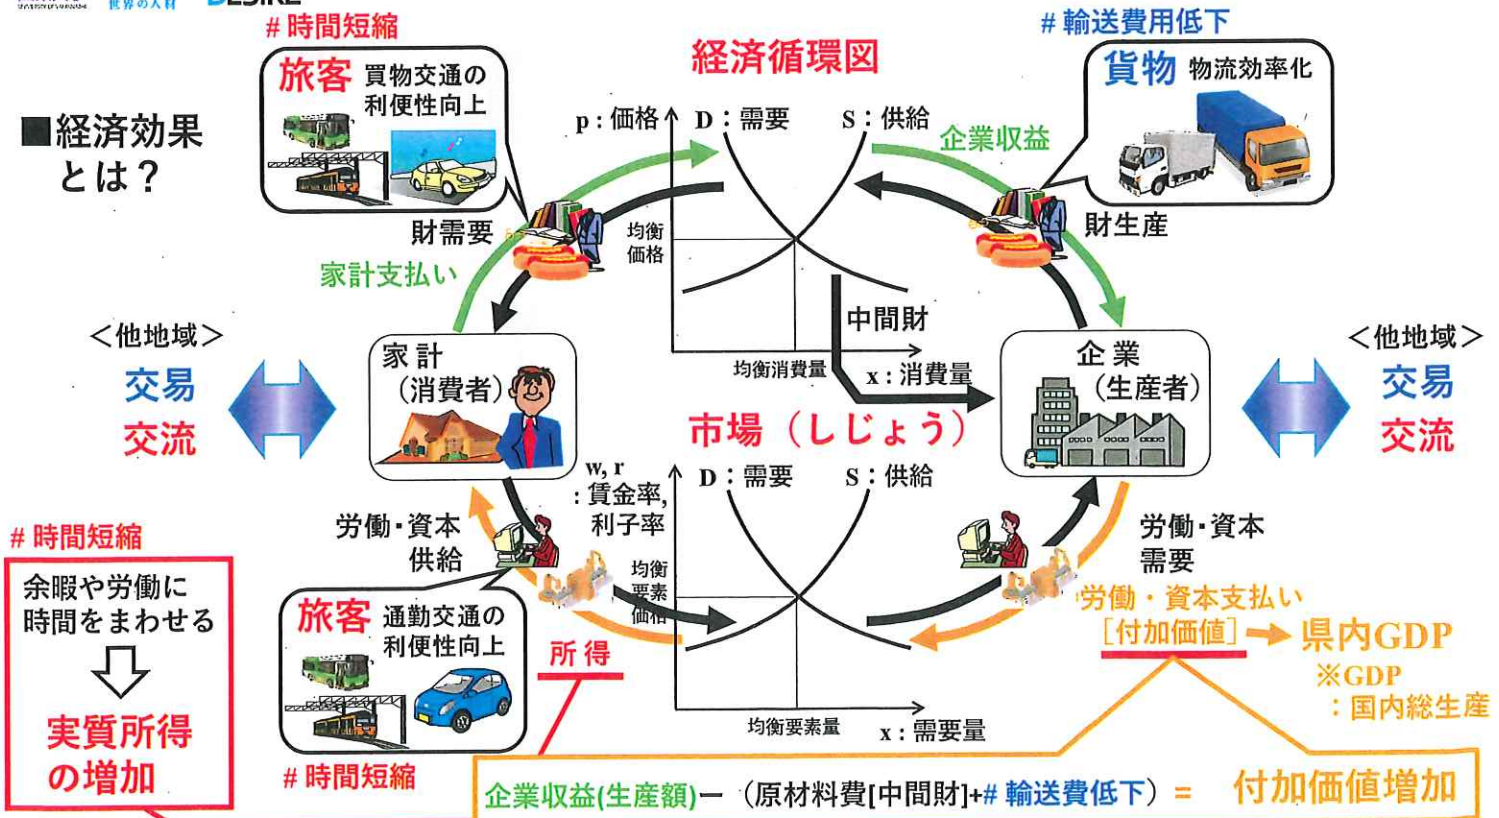 世界の人材
# 時間短縮
旅客 買物交通の
利便性向上
経済循環図
# 輸送費用低下
貨物 物流効率化
■経済効果
とは？
p : 価格
D：需要
S：供給
企業収益
財需要
均衡
価格
財生産
家計支払い
中間財
＜他地域＞
交易
交流
家計
（消費者）
均衡消費量
x : 消費量
企業
（生産者）
＜他地域＞
交易
交流
市場（しじょう）
w, r
: 賃金率,
利子率
D：需要
S：供給
労働・資本
供給
労働・資本
需要
# 時間短縮
余暇や労働に
時間をまわせる
実質所得
の増加
均衡
要素
価格
旅客 通勤交通の
利便性向上
所得
労働・資本支払い
[付加価値]
県内GDP
※GDP
：国内総生産
均衡要素量
x : 需要量
# 時間短縮
企業収益(生産額)ー（原材料費[中間財]+# 輸送費低下）= 付加価値増加